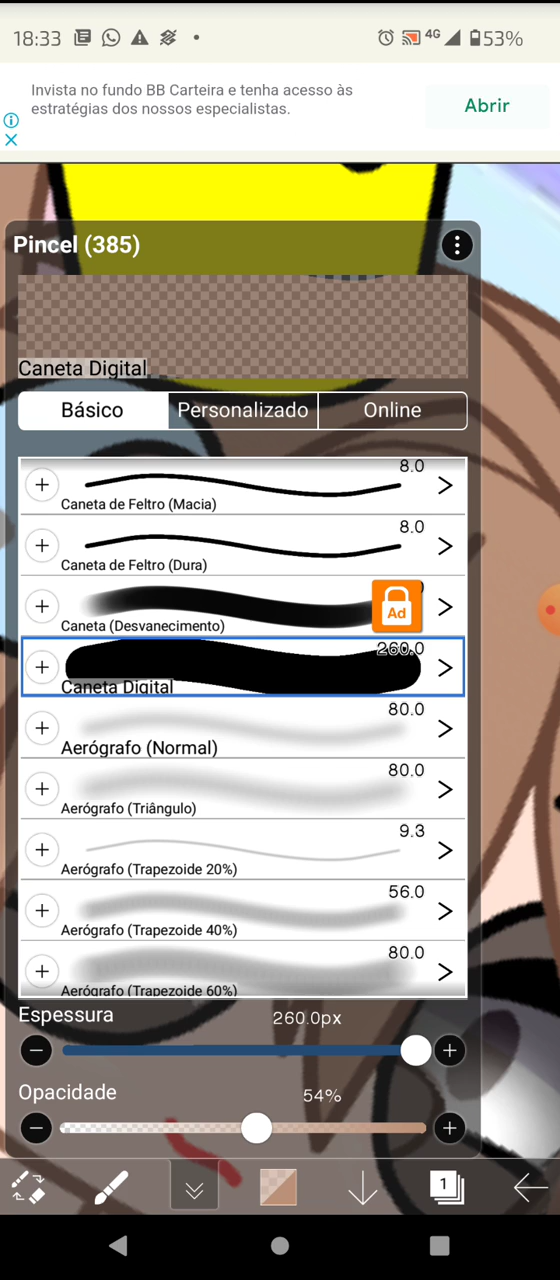 18:33
4G
53%
Invista no fundo BB Carteira e tenha acesso às
estratégias dos nossos especialistas.
Abrir
Pincel (385)
Caneta Digital
Básico
Personalizado
Online
8.0
Caneta de Feltro (Macia)
8.0
Caneta de Feltro (Dura)
Ad
Caneta (Desvanecimento)
260.0
Caneta Digital
80.0
Aerógrafo (Normal)
80.0
Aerógrafo (Triângulo)
9.3
Aerógrafo (Trapezoide 20%)
56.0
Aerógrafo (Trapezoide 40%)
80.0
Aerógrafo (Trapezoide 60%)
Espessura
260.0px
Opacidade
54%
1